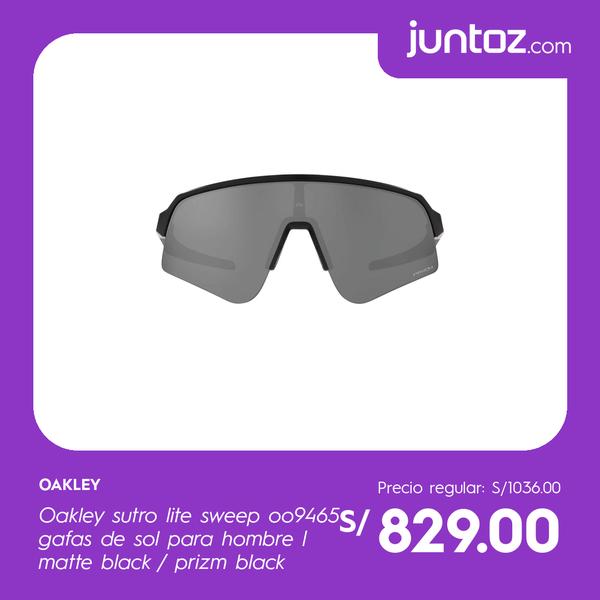 juntoz.com
OAKLEY
Oakley sutro lite sweep oo9465
gafas de sol para hombre |
matte black / prizm black
Precio regular: S/1036.00
S/ 829.00